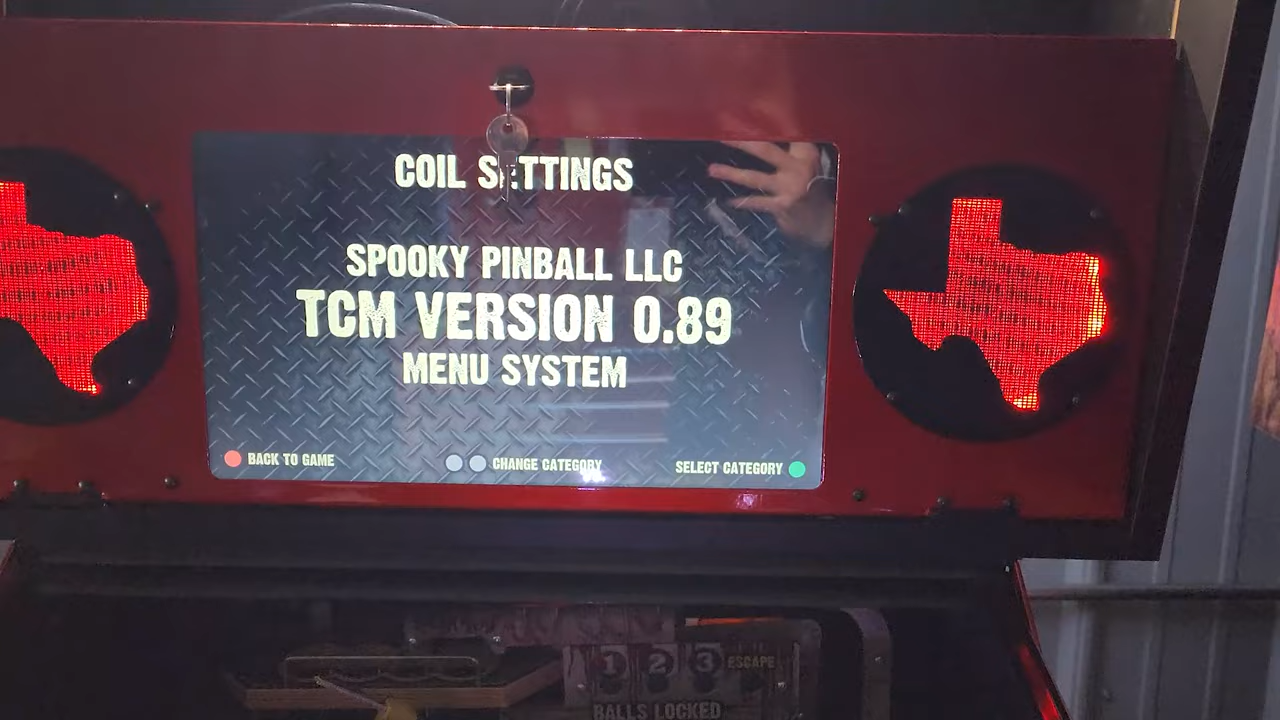 COIL SETTINGS
SPOOKY PINBALL LLC
TCM VERSION 0.89
MENU SYSTEM
BACK TO GAME
CHANGE CATEGORY
SELECT CATEGORY
1 2 3 ESCAPE
BALLS LOCKED